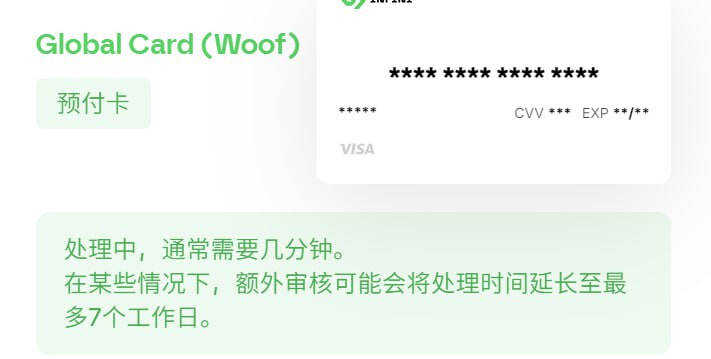 Global Card (Woof)
预付卡
**** **** **** ****
***** CVV *** EXP **/**
VISA
处理中，通常需要几分钟。
在某些情况下，额外审核可能会将处理时间延长至最
多7个工作日。